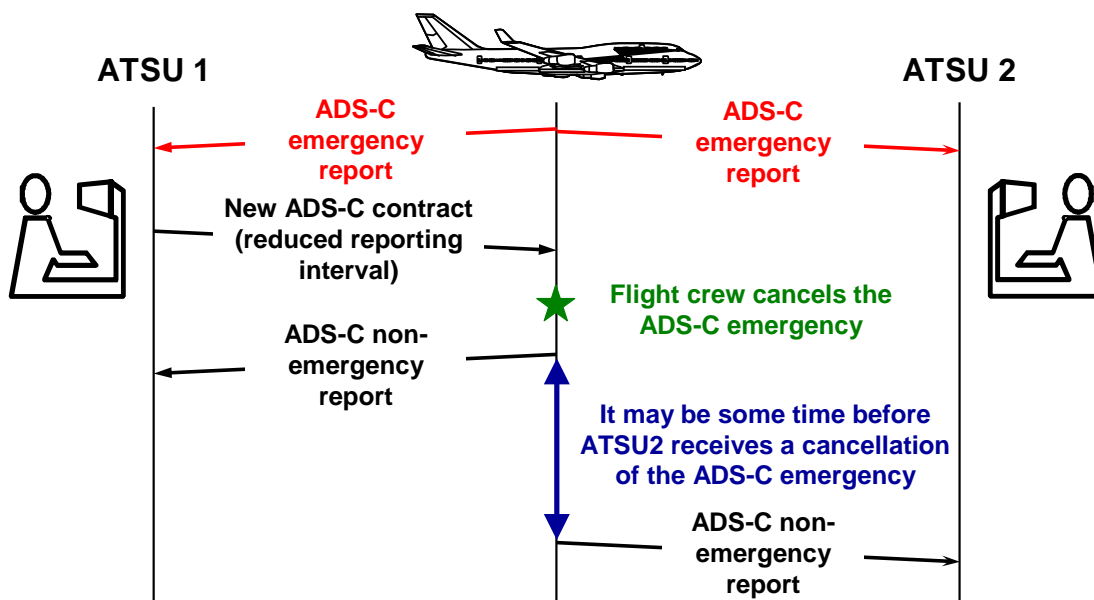 ATSU 1
ATSU 2
ADS-C
emergency
report
ADS-C
emergency
report
New ADS-C contract
(reduced reporting
interval)
Flight crew cancels the
ADS-C emergency
ADS-C non-
emergency
report
It may be some time before
ATSU2 receives a cancellation
of the ADS-C emergency
ADS-C non-
emergency
report